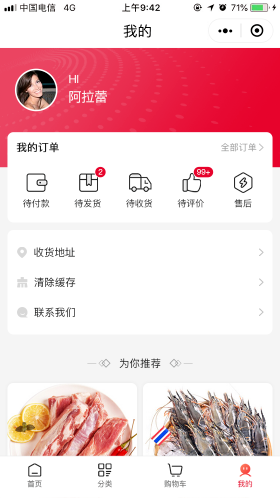 中国电信 4G 上午9:42 71%
我的
HI
阿拉蕾
我的订单 全部订单
2 99+
待付款 待发货 待收货 待评价 售后
收货地址
清除缓存
联系我们
为你推荐
首页 分类 购物车 我的